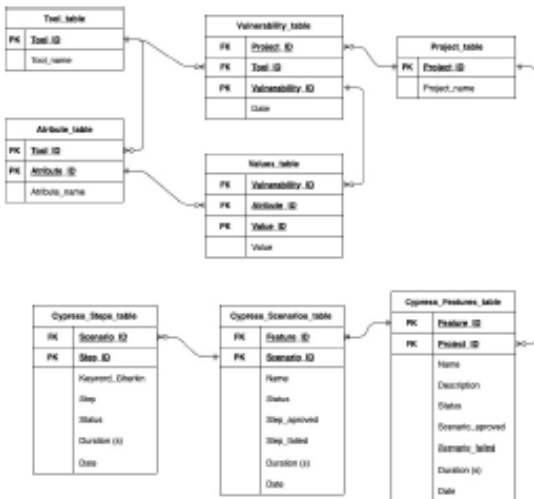 Tool_table
PK Tool_ID
Tool_name
Vulnerability_table
FK Project_ID
FK Tool_ID
PK Vulnerability_ID
Date
Project_table
PK Project_ID
Project_name
Atribute_table
FK Tool_ID
PK Atribute_ID
Atribute_name
Values_table
FK Vulnerability_ID
FK Atribute_ID
PK Value_ID
Value
Cypress_Steps_table
FK Scenario_ID
PK Step_ID
Keyword_Gherkin
Step
Status
Duration (s)
Date
Cypress_Scenarios_table
FK Feature_ID
PK Scenario_ID
Name
Status
Step_aproved
Step_failed
Duration (s)
Date
Cypress_Features_table
PK Feature_ID
FK Project_ID
Name
Description
Status
Scenario_aproved
Scenario_failed
Duration (s)
Date